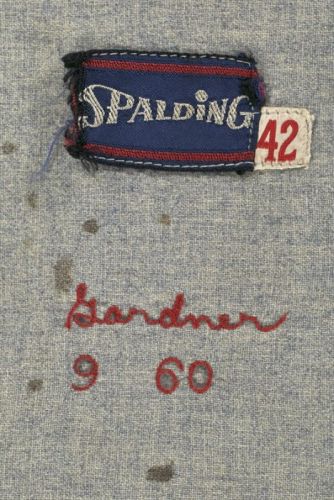 SPALDING
42
Gardner
9 60